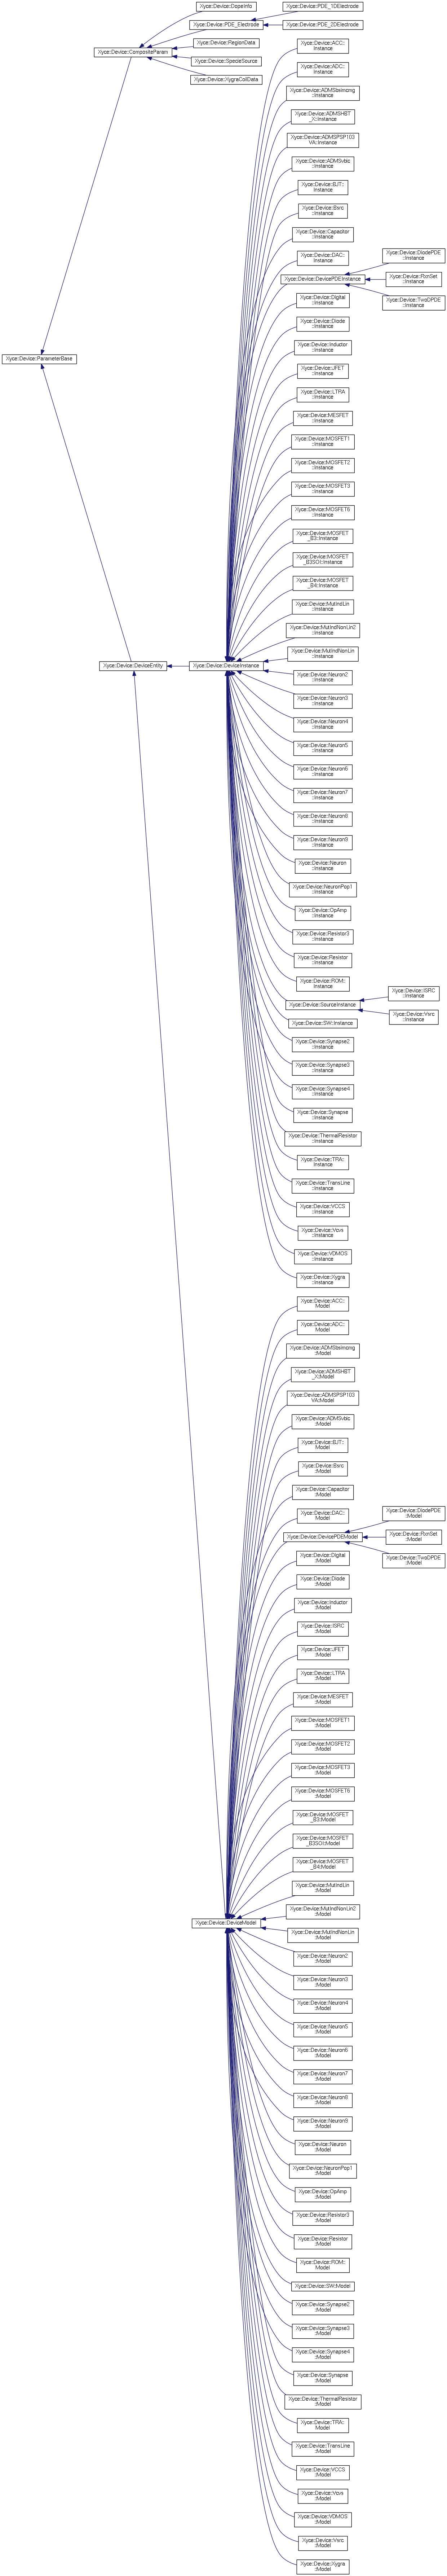 Xyce::Device::DopeInfo
Xyce::Device::PDE_1DElectrode
Xyce::Device::PDE_Electrode
Xyce::Device::PDE_2DElectrode
Xyce::Device::RegionData
Xyce::Device::CompositeParam
Xyce::Device::SpecieSource
Xyce::Device::XygraCoilData
Xyce::Device::ACC::
Instance
Xyce::Device::ADC::
Instance
Xyce::Device::ADMSbsimcmg
::Instance
Xyce::Device::ADMSHBT
_X::Instance
Xyce::Device::ADMSPSP103
VA::Instance
Xyce::Device::ADMSvbic
::Instance
Xyce::Device::BJT::
Instance
Xyce::Device::Bsrc
::Instance
Xyce::Device::Capacitor
::Instance
Xyce::Device::DAC::
Instance
Xyce::Device::DevicePDEInstance
Xyce::Device::DiodePDE
::Instance
Xyce::Device::RxnSet
::Instance
Xyce::Device::TwoDPDE
::Instance
Xyce::Device::Digital
::Instance
Xyce::Device::Diode
::Instance
Xyce::Device::Inductor
::Instance
Xyce::Device::ParameterBase
Xyce::Device::JFET
::Instance
Xyce::Device::LTRA
::Instance
Xyce::Device::MESFET
::Instance
Xyce::Device::MOSFET1
::Instance
Xyce::Device::MOSFET2
::Instance
Xyce::Device::MOSFET3
::Instance
Xyce::Device::MOSFET6
::Instance
Xyce::Device::MOSFET
_B3::Instance
Xyce::Device::MOSFET
_B3SOI::Instance
Xyce::Device::MOSFET
_B4::Instance
Xyce::Device::MutIndLin
::Instance
Xyce::Device::MutIndNonLin2
::Instance
Xyce::Device::MutIndNonLin
::Instance
Xyce::Device::DeviceEntity
Xyce::Device::DeviceInstance
Xyce::Device::Neuron2
::Instance
Xyce::Device::Neuron3
::Instance
Xyce::Device::Neuron4
::Instance
Xyce::Device::Neuron5
::Instance
Xyce::Device::Neuron6
::Instance
Xyce::Device::Neuron7
::Instance
Xyce::Device::Neuron8
::Instance
Xyce::Device::Neuron9
::Instance
Xyce::Device::Neuron
::Instance
Xyce::Device::NeuronPop1
::Instance
Xyce::Device::OpAmp
::Instance
Xyce::Device::Resistor3
::Instance
Xyce::Device::Resistor
::Instance
Xyce::Device::ROM::
Instance
Xyce::Device::SourceInstance
Xyce::Device::ISRC
::Instance
Xyce::Device::Vsrc
::Instance
Xyce::Device::SW::Instance
Xyce::Device::Synapse2
::Instance
Xyce::Device::Synapse3
::Instance
Xyce::Device::Synapse4
::Instance
Xyce::Device::Synapse
::Instance
Xyce::Device::ThermalResistor
::Instance
Xyce::Device::TRA::
Instance
Xyce::Device::TransLine
::Instance
Xyce::Device::VCCS
::Instance
Xyce::Device::Vcvs
::Instance
Xyce::Device::VDMOS
::Instance
Xyce::Device::Xygra
::Instance
Xyce::Device::ACC::
Model
Xyce::Device::ADC::
Model
Xyce::Device::ADMSbsimcmg
::Model
Xyce::Device::ADMSHBT
_X::Model
Xyce::Device::ADMSPSP103
VA::Model
Xyce::Device::ADMSvbic
::Model
Xyce::Device::BJT::
Model
Xyce::Device::Bsrc
::Model
Xyce::Device::Capacitor
::Model
Xyce::Device::DAC::
Model
Xyce::Device::DevicePDEModel
Xyce::Device::DiodePDE
::Model
Xyce::Device::RxnSet
::Model
Xyce::Device::TwoDPDE
::Model
Xyce::Device::Digital
::Model
Xyce::Device::Diode
::Model
Xyce::Device::Inductor
::Model
Xyce::Device::ISRC
::Model
Xyce::Device::JFET
::Model
Xyce::Device::LTRA
::Model
Xyce::Device::MESFET
::Model
Xyce::Device::MOSFET1
::Model
Xyce::Device::MOSFET2
::Model
Xyce::Device::MOSFET3
::Model
Xyce::Device::MOSFET6
::Model
Xyce::Device::MOSFET
_B3::Model
Xyce::Device::MOSFET
_B3SOI::Model
Xyce::Device::MOSFET
_B4::Model
Xyce::Device::MutIndLin
::Model
Xyce::Device::MutIndNonLin2
::Model
Xyce::Device::DeviceModel
Xyce::Device::MutIndNonLin
::Model
Xyce::Device::Neuron2
::Model
Xyce::Device::Neuron3
::Model
Xyce::Device::Neuron4
::Model
Xyce::Device::Neuron5
::Model
Xyce::Device::Neuron6
::Model
Xyce::Device::Neuron7
::Model
Xyce::Device::Neuron8
::Model
Xyce::Device::Neuron9
::Model
Xyce::Device::Neuron
::Model
Xyce::Device::NeuronPop1
::Model
Xyce::Device::OpAmp
::Model
Xyce::Device::Resistor3
::Model
Xyce::Device::Resistor
::Model
Xyce::Device::ROM::
Model
Xyce::Device::SW::Model
Xyce::Device::Synapse2
::Model
Xyce::Device::Synapse3
::Model
Xyce::Device::Synapse4
::Model
Xyce::Device::Synapse
::Model
Xyce::Device::ThermalResistor
::Model
Xyce::Device::TRA::
Model
Xyce::Device::TransLine
::Model
Xyce::Device::VCCS
::Model
Xyce::Device::Vcvs
::Model
Xyce::Device::VDMOS
::Model
Xyce::Device::Vsrc
::Model
Xyce::Device::Xygra
::Model